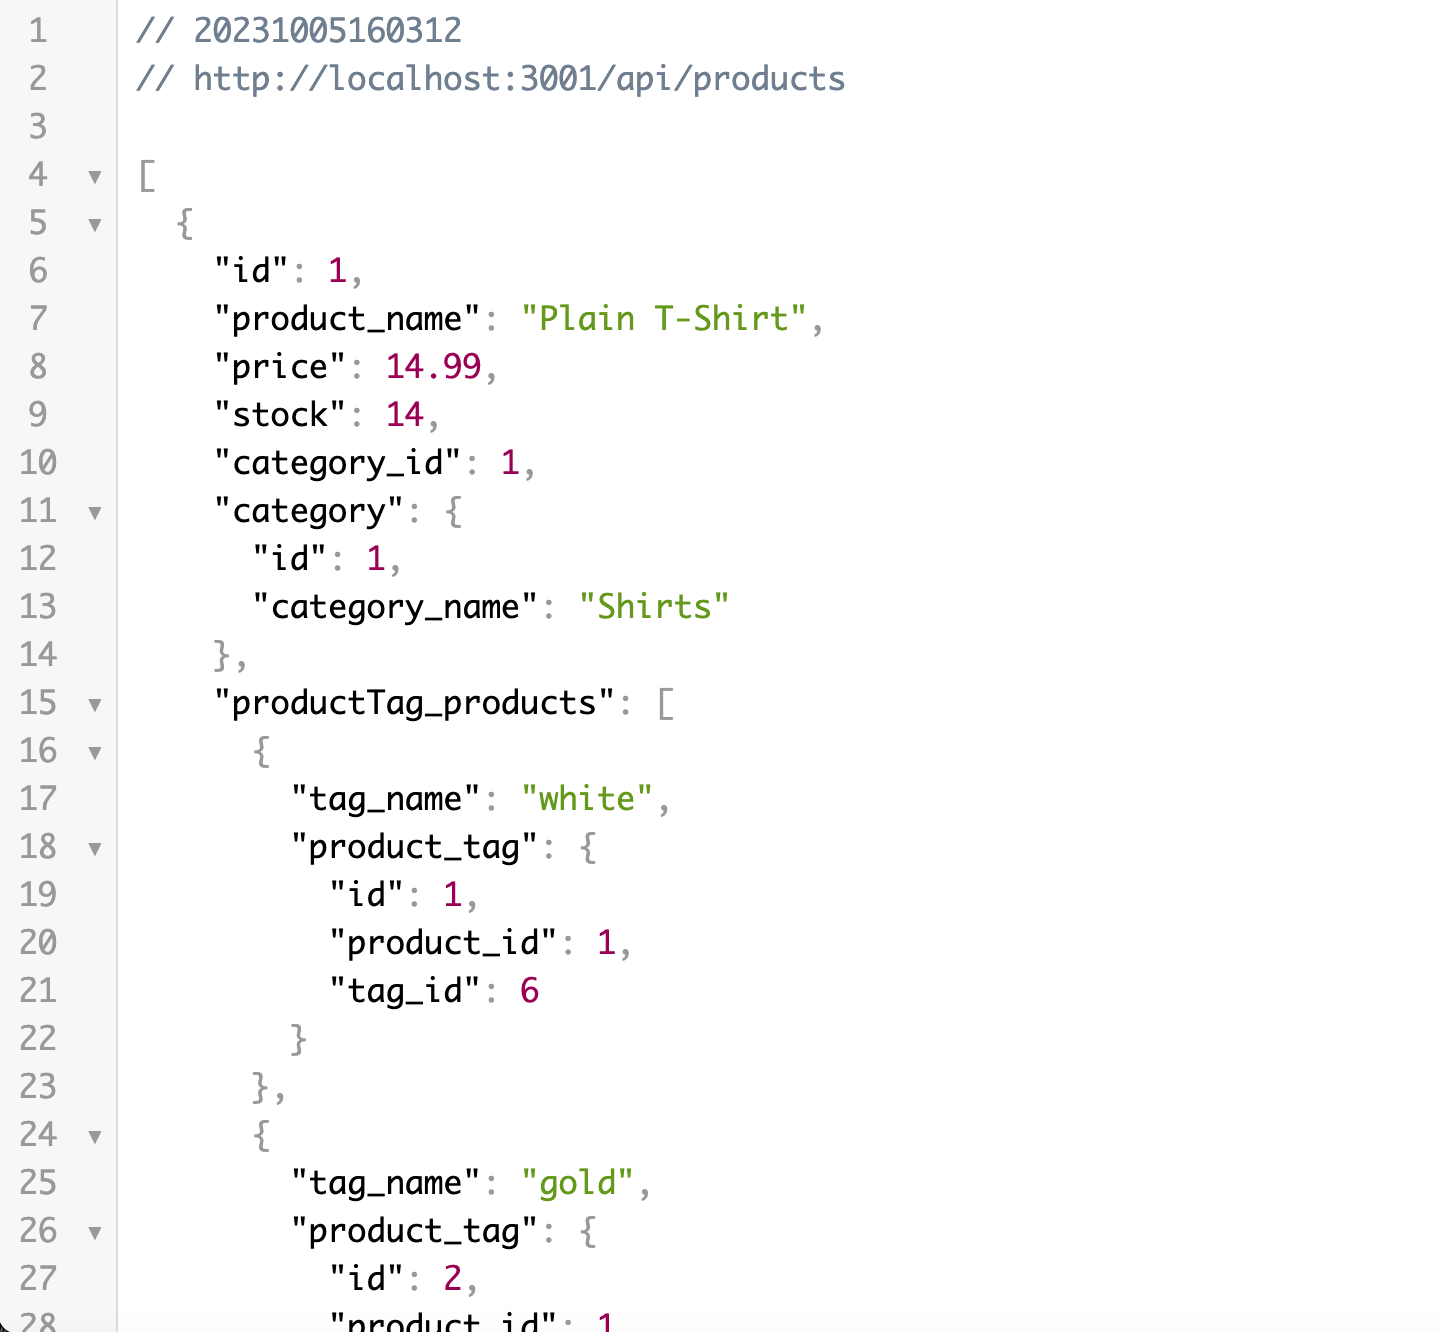 1 // 20231005160312
2 // http://localhost:3001/api/products
3
4 ▼ [
5 ▼   {
6     "id": 1,
7     "product_name": "Plain T-Shirt",
8     "price": 14.99,
9     "stock": 14,
10     "category_id": 1,
11 ▼     "category": {
12       "id": 1,
13       "category_name": "Shirts"
14     },
15 ▼     "productTag_products": [
16 ▼       {
17         "tag_name": "white",
18 ▼         "product_tag": {
19           "id": 1,
20           "product_id": 1,
21           "tag_id": 6
22         }
23       },
24 ▼       {
25         "tag_name": "gold",
26 ▼         "product_tag": {
27           "id": 2,
28           "product_id": 1